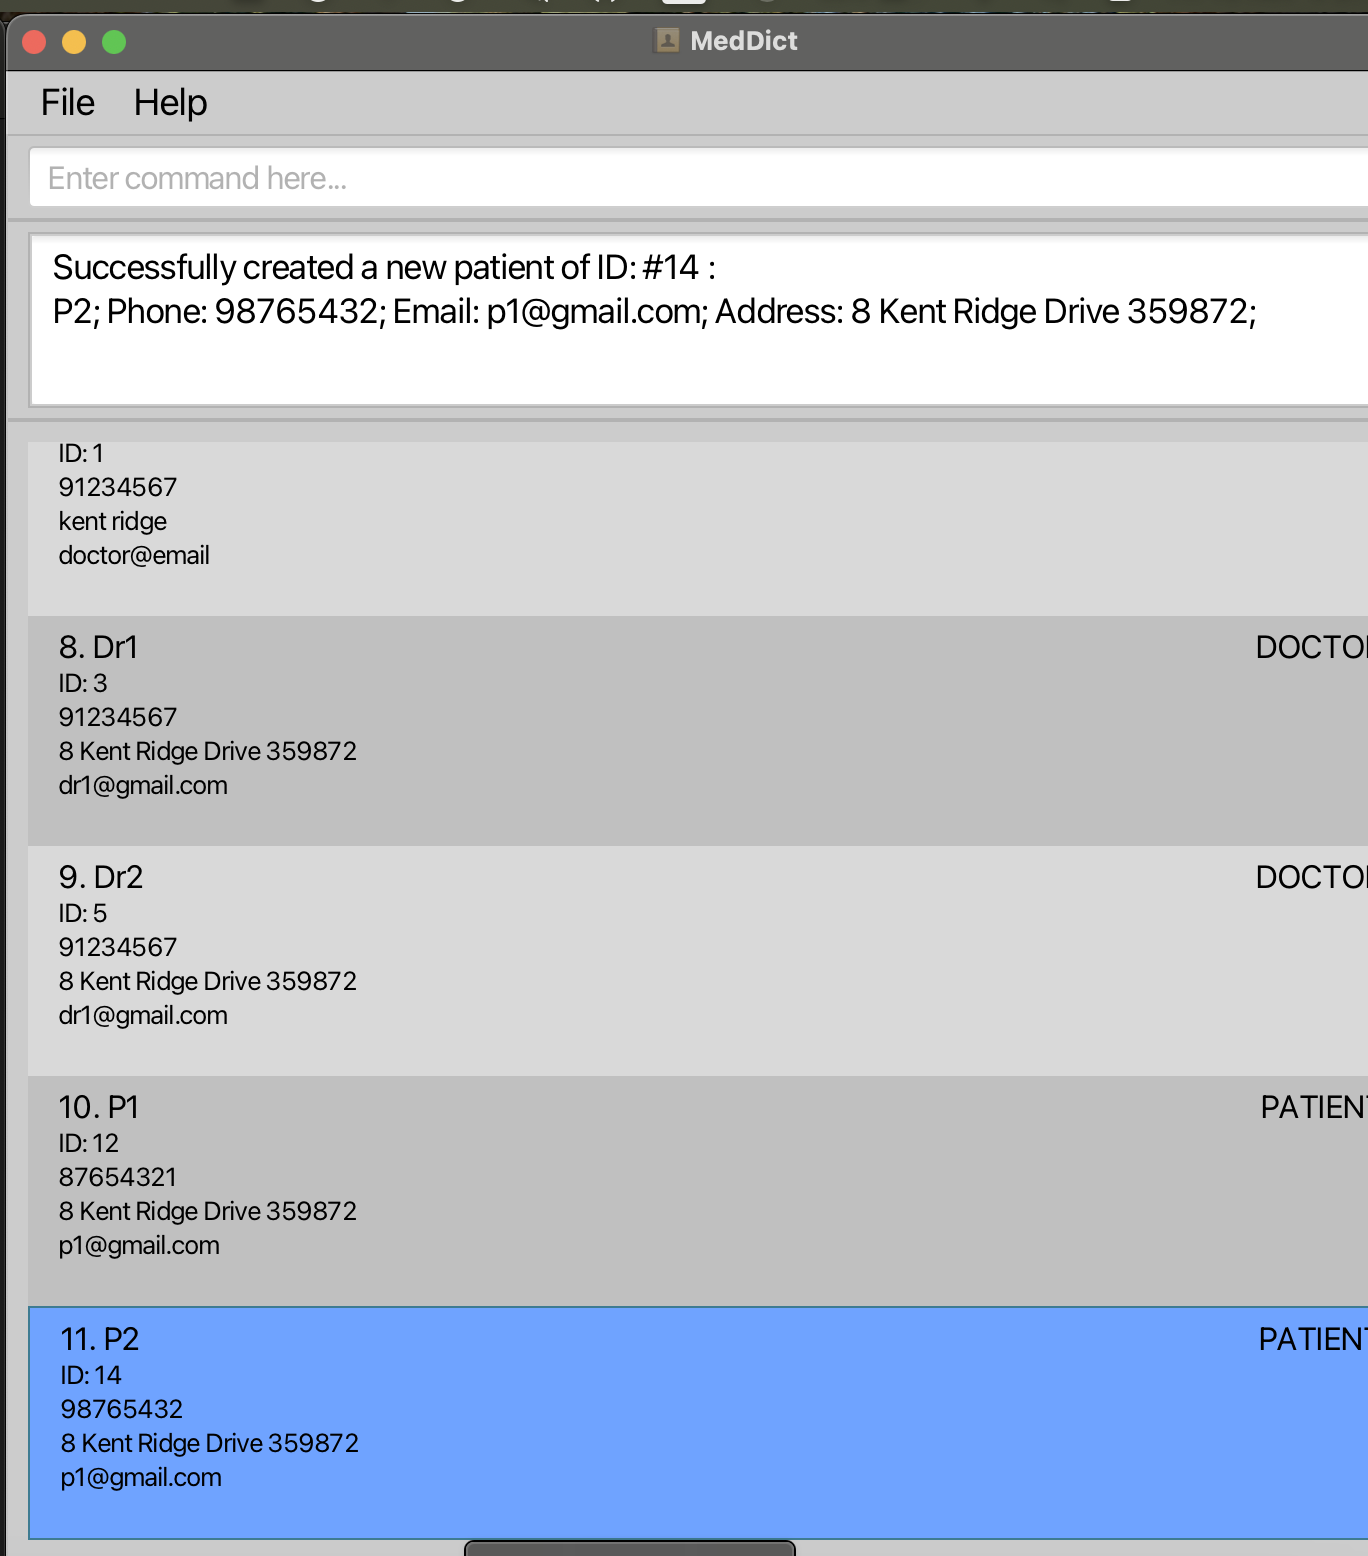 MedDict
File Help
Enter command here...
Successfully created a new patient of ID: #14 :
P2; Phone: 98765432; Email: p1@gmail.com; Address: 8 Kent Ridge Drive 359872;
ID: 1
91234567
kent ridge
doctor@email
8. Dr1 DOCTOR
ID: 3
91234567
8 Kent Ridge Drive 359872
dr1@gmail.com
9. Dr2 DOCTOR
ID: 5
91234567
8 Kent Ridge Drive 359872
dr1@gmail.com
10. P1 PATIENT
ID: 12
87654321
8 Kent Ridge Drive 359872
p1@gmail.com
11. P2 PATIENT
ID: 14
98765432
8 Kent Ridge Drive 359872
p1@gmail.com